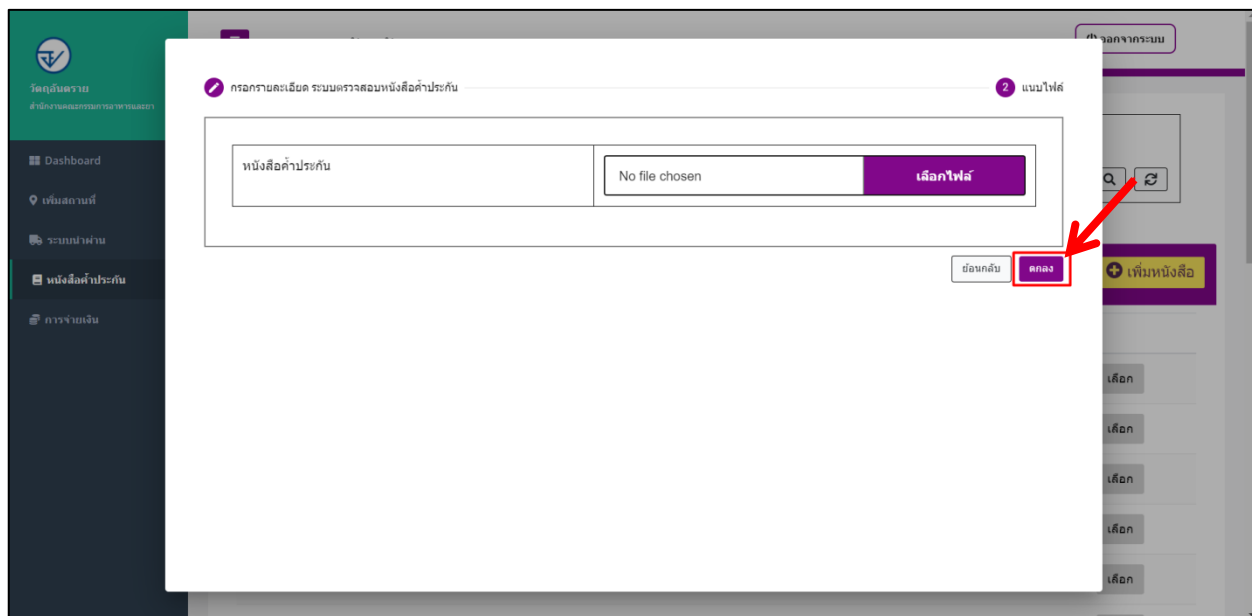 วัตถุอันตราย
สำนักงานคณะกรรมการอาหารและยา
Dashboard
เพิ่มสถานที่
ระบบนำผ่าน
หนังสือค้ำประกัน
การจ่ายเงิน
ออกจากระบบ
กรอกรายละเอียด ระบบตรวจสอบหนังสือค้ำประกัน
2 แนบไฟล์
หนังสือค้ำประกัน
No file chosen
เลือกไฟล์
ย้อนกลับ
ตกลง
เพิ่มหนังสือ
เลือก
เลือก
เลือก
เลือก
เลือก